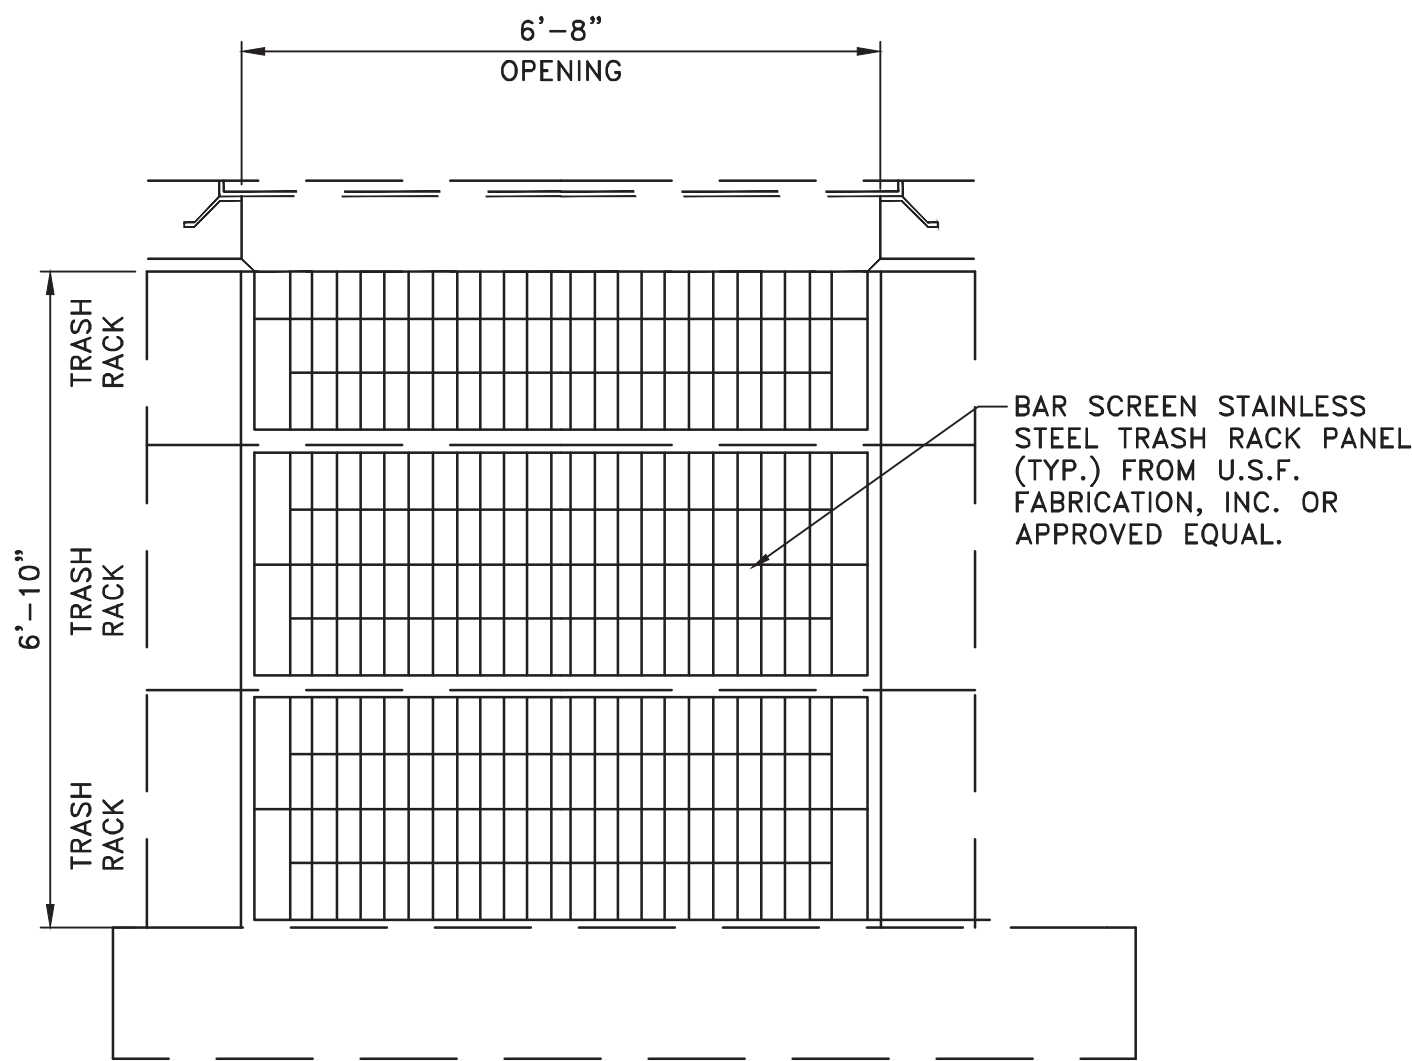 6’-8”
OPENING
TRASH
RACK
BAR SCREEN STAINLESS
STEEL TRASH RACK PANEL
(TYP.) FROM U.S.F.
FABRICATION, INC. OR
APPROVED EQUAL.
6’-10”
TRASH
RACK
TRASH
RACK